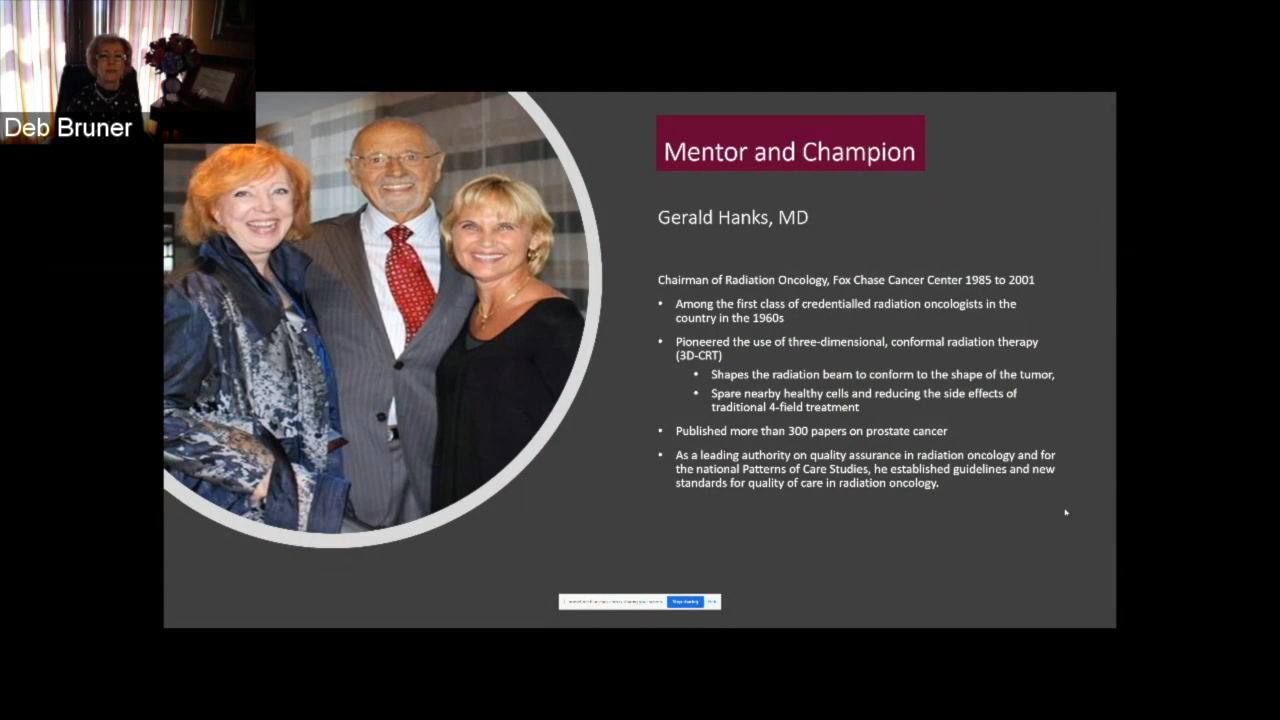 Deb Bruner
Mentor and Champion
Gerald Hanks, MD
Chairman of Radiation Oncology, Fox Chase Cancer Center 1985 to 2001
• Among the first class of credentialled radiation oncologists in the
country in the 1960s
• Pioneered the use of three-dimensional, conformal radiation therapy
(3D-CRT)
• Shapes the radiation beam to conform to the shape of the tumor,
• Spare nearby healthy cells and reducing the side effects of
traditional 4-field treatment
• Published more than 300 papers on prostate cancer
• As a leading authority on quality assurance in radiation oncology and for
the national Patterns of Care Studies, he established guidelines and new
standards for quality of care in radiation oncology.
Stop sharing